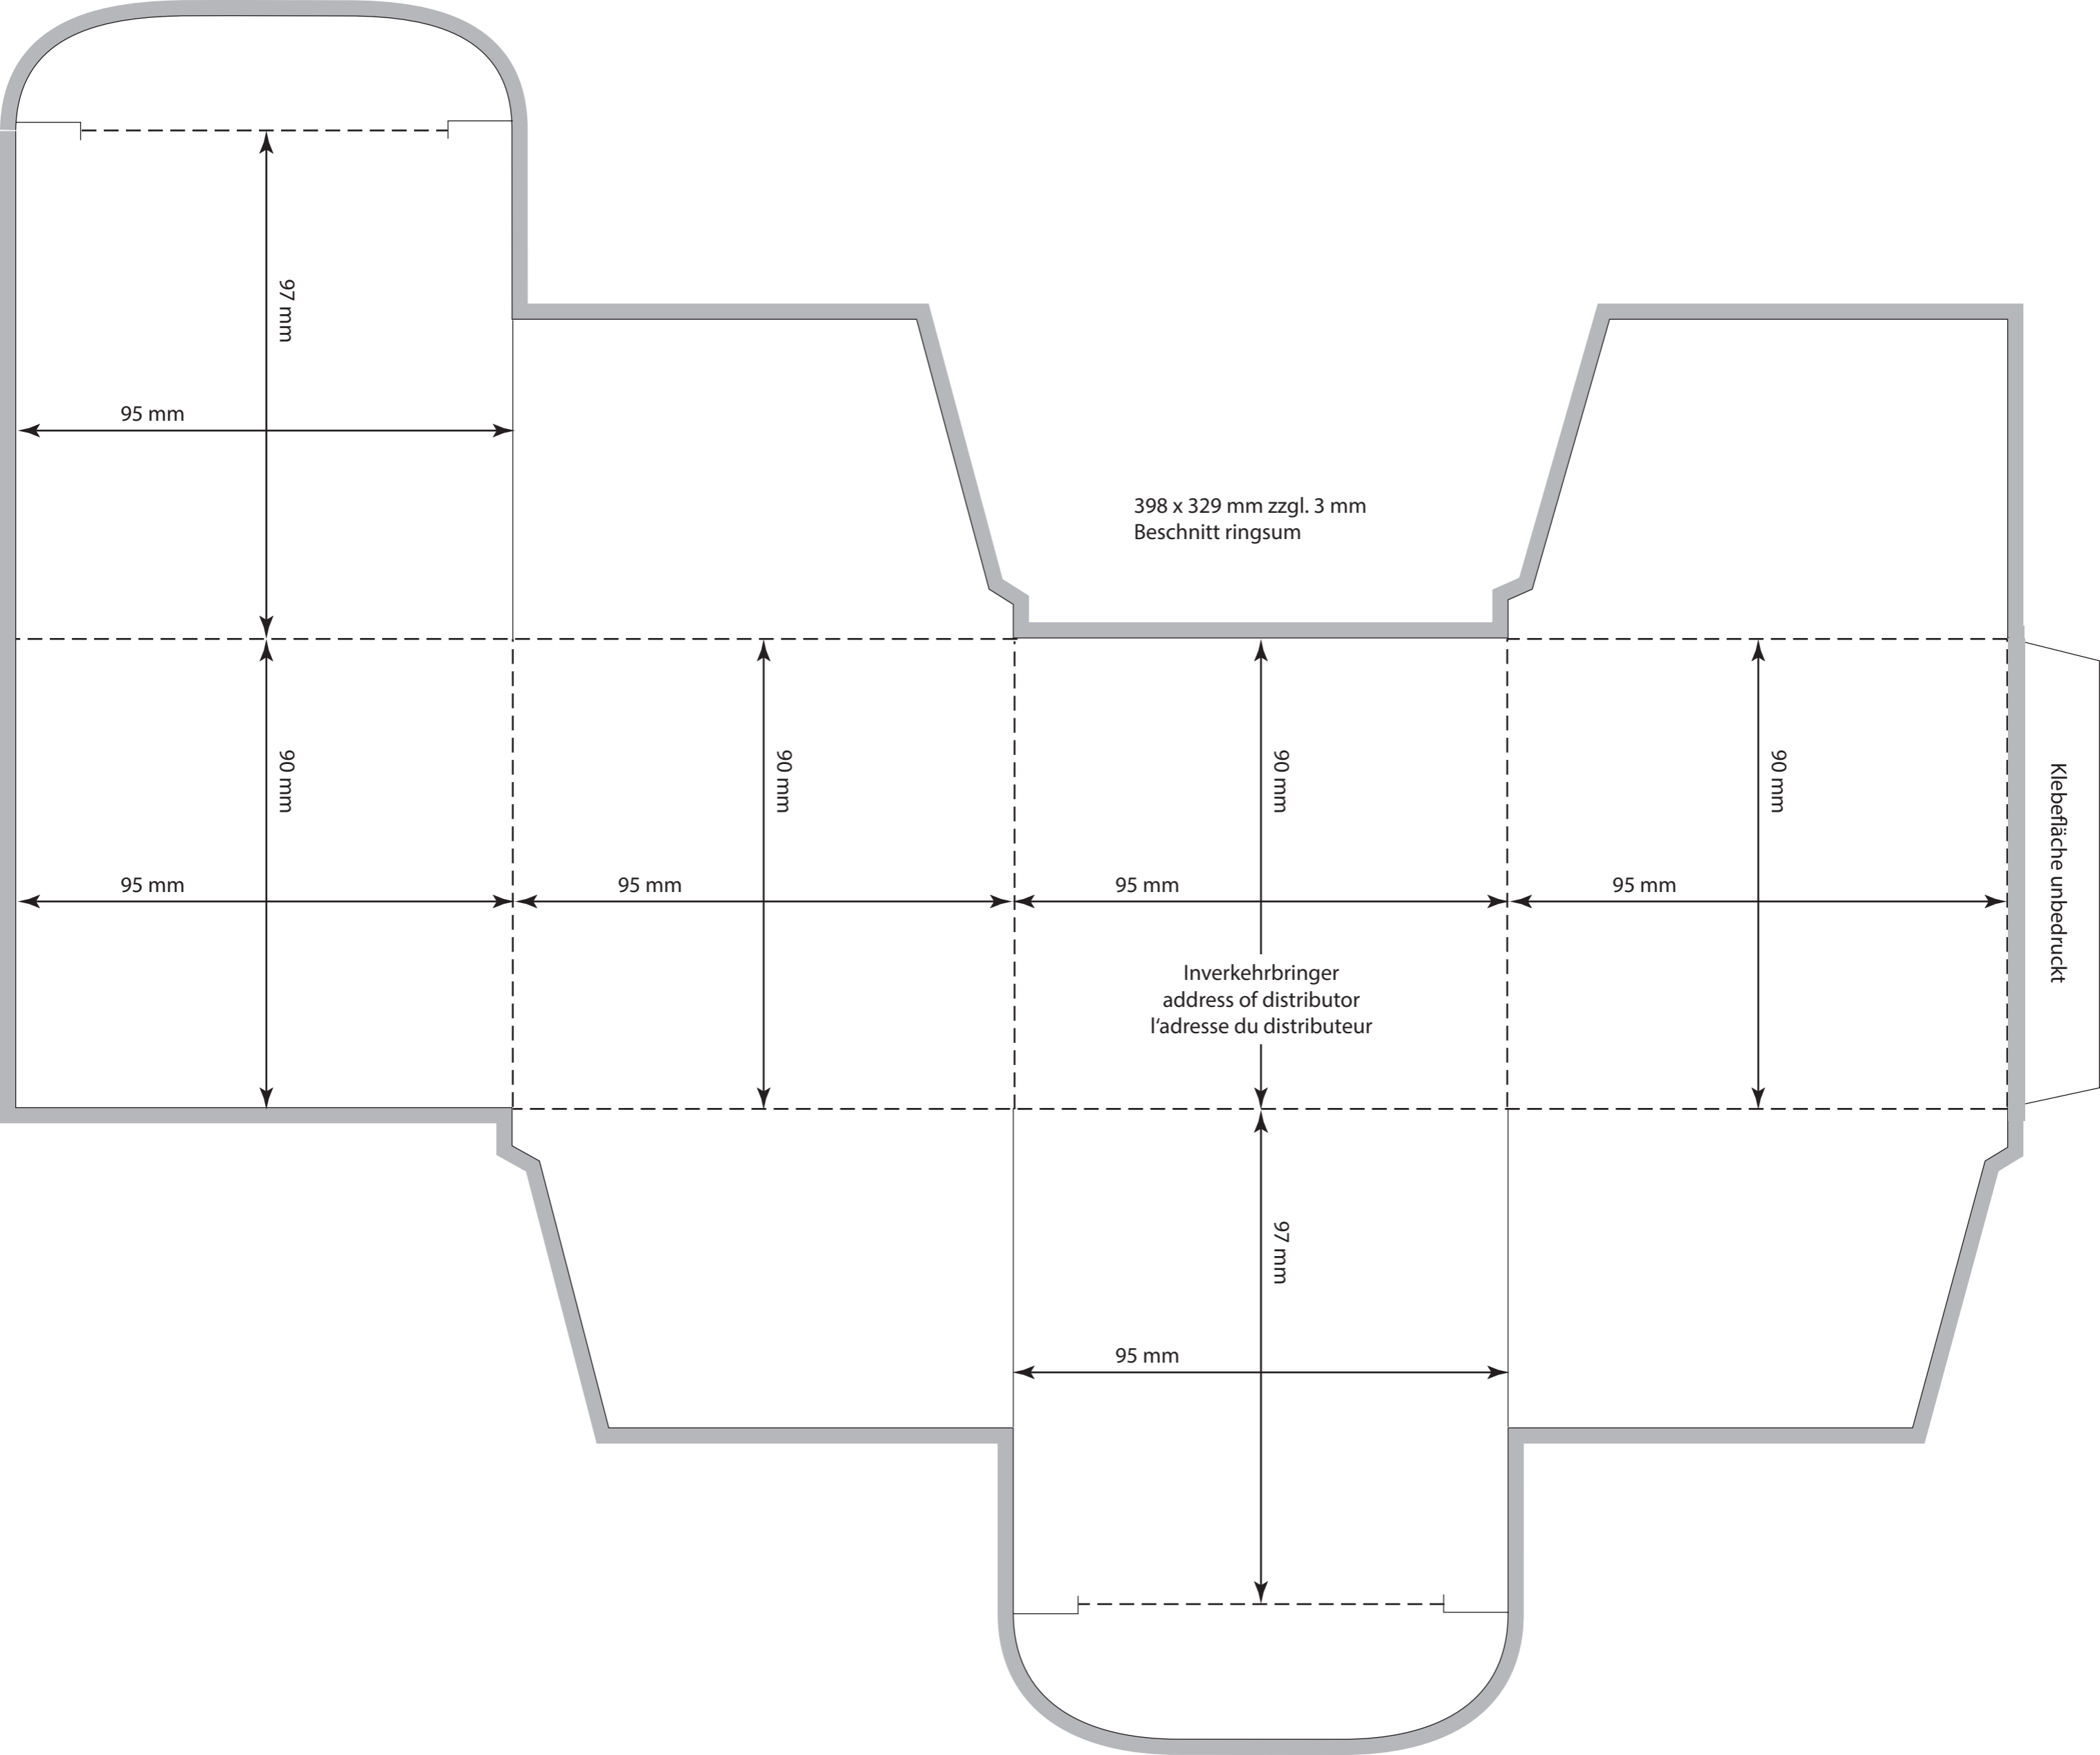 97 mm
95 mm
398 x 329 mm zzgl. 3 mm
Beschnitt ringsum
90 mm
90 mm
90 mm
90 mm
95 mm
95 mm
95 mm
95 mm
Klebefläche unbedruckt
Inverkehrbringer
address of distributor
l‘adresse du distributeur
97 mm
95 mm